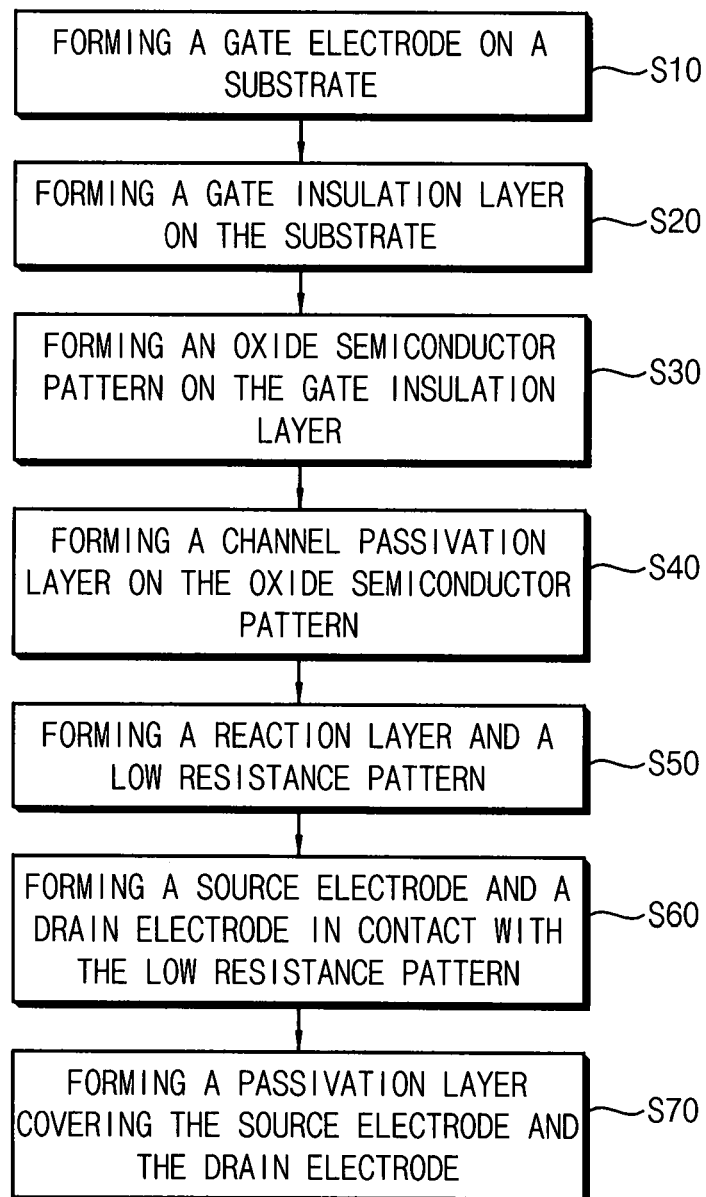 FORMING A GATE ELECTRODE ON A
SUBSTRATE
S10
FORMING A GATE INSULATION LAYER
ON THE SUBSTRATE
S20
FORMING AN OXIDE SEMICONDUCTOR
PATTERN ON THE GATE INSULATION
LAYER
S30
FORMING A CHANNEL PASSIVATION
LAYER ON THE OXIDE SEMICONDUCTOR
PATTERN
S40
FORMING A REACTION LAYER AND A
LOW RESISTANCE PATTERN
S50
FORMING A SOURCE ELECTRODE AND A
DRAIN ELECTRODE IN CONTACT WITH
THE LOW RESISTANCE PATTERN
S60
FORMING A PASSIVATION LAYER
COVERING THE SOURCE ELECTRODE AND
THE DRAIN ELECTRODE
S70